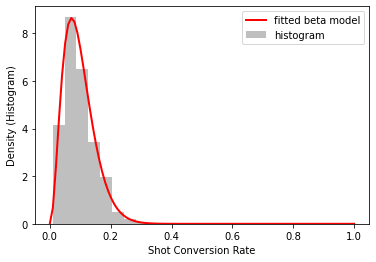 fitted beta model
histogram
Density (Histogram)
8
6
4
2
0
0.0 0.2 0.4 0.6 0.8 1.0
Shot Conversion Rate